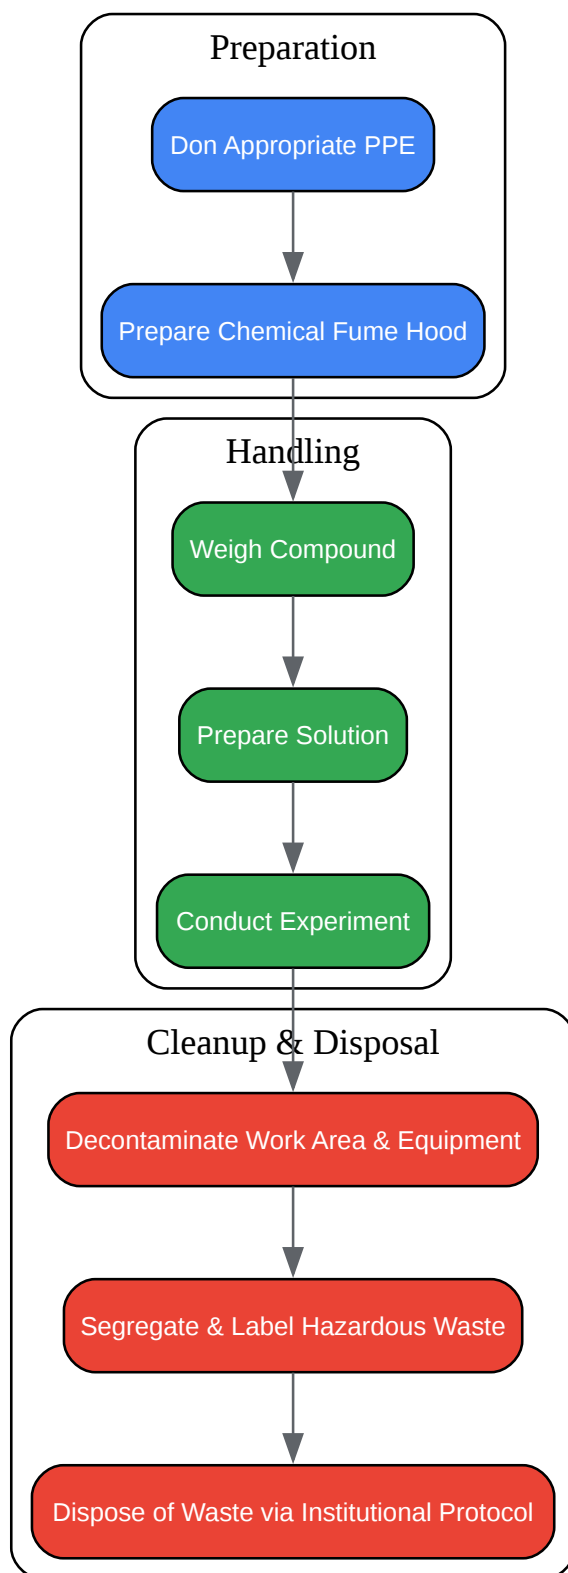 Preparation
Don Appropriate PPE
Prepare Chemical Fume Hood
Handling
Weigh Compound
Prepare Solution
Conduct Experiment
Cleanup & Disposal
Decontaminate Work Area & Equipment
Segregate & Label Hazardous Waste
Dispose of Waste via Institutional Protocol